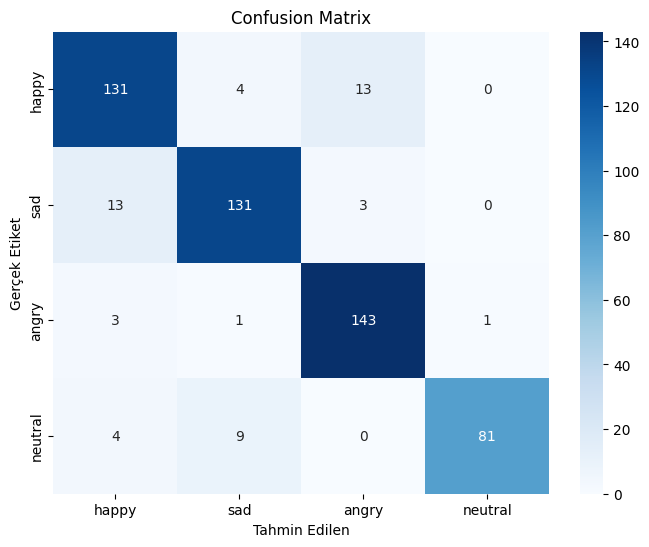 Confusion Matrix
happy 131 4 13 0
sad 13 131 3 0
angry 3 1 143 1
neutral 4 9 0 81
happy sad angry neutral
Tahmin Edilen
Gerçek Etiket
140
120
100
80
60
40
20
0